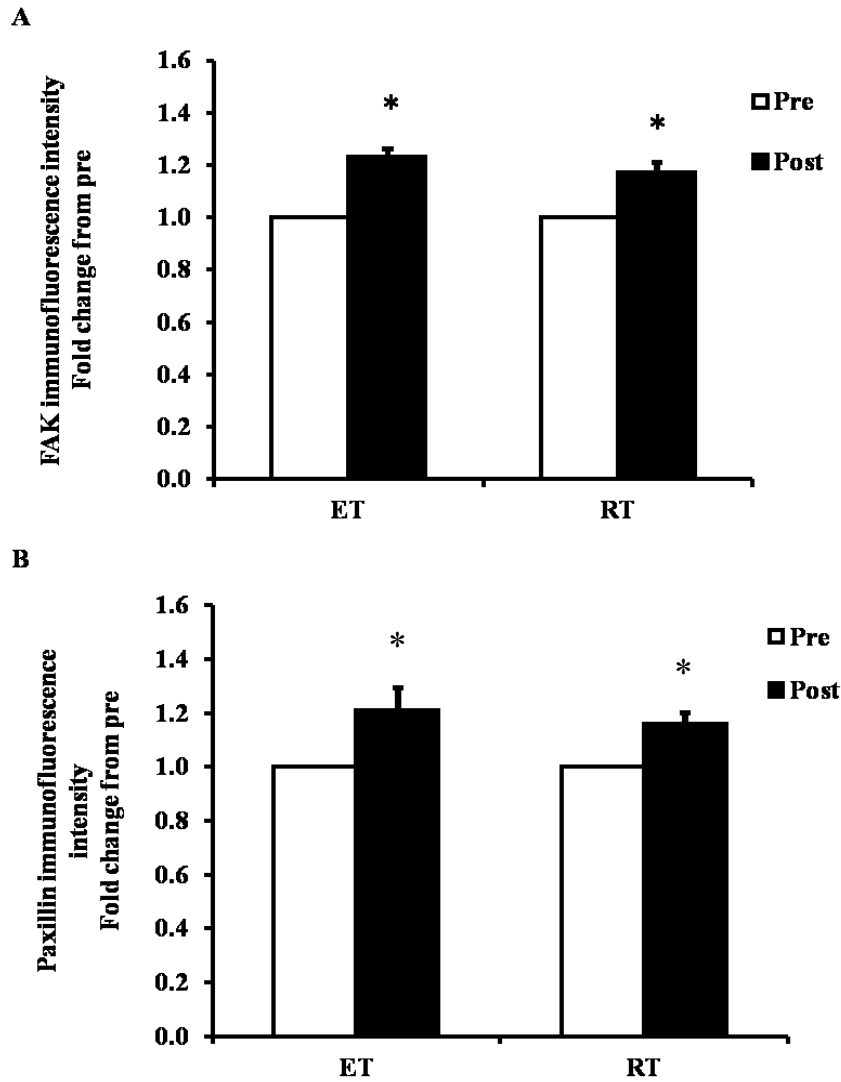 A
FAK immunofluorescence intensity
Fold change from pre
1.6
1.4
1.2
1.0
0.8
0.6
0.4
0.2
0.0
*
*
Pre
Post
ET
RT
B
Paxillin immunofluorescence
intensity
Fold change from pre
1.6
1.4
1.2
1.0
0.8
0.6
0.4
0.2
0.0
*
*
Pre
Post
ET
RT